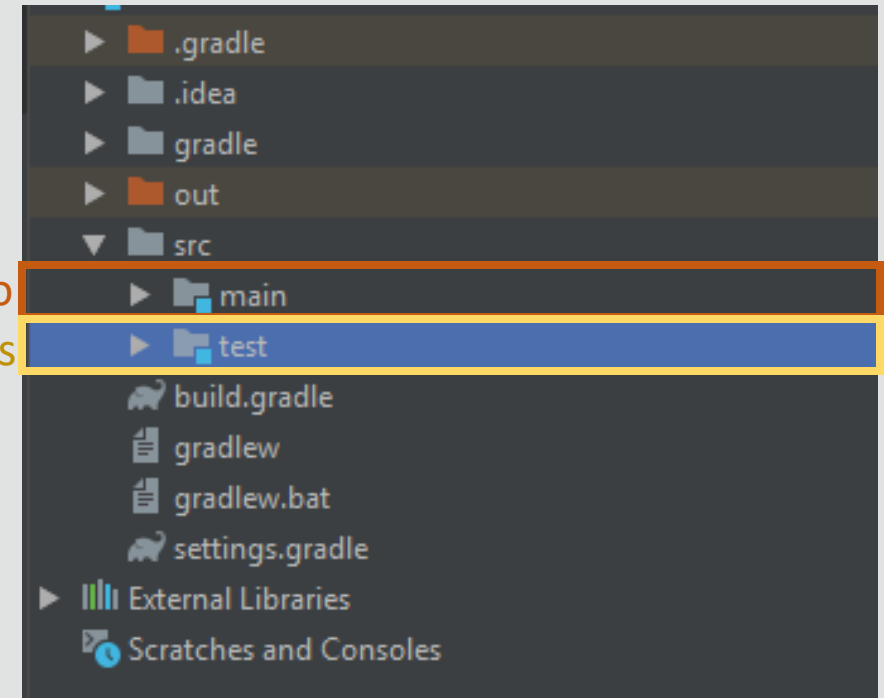 .gradle
.idea
gradle
out
src
main
test
build.gradle
gradlew
gradlew.bat
settings.gradle
External Libraries
Scratches and Consoles